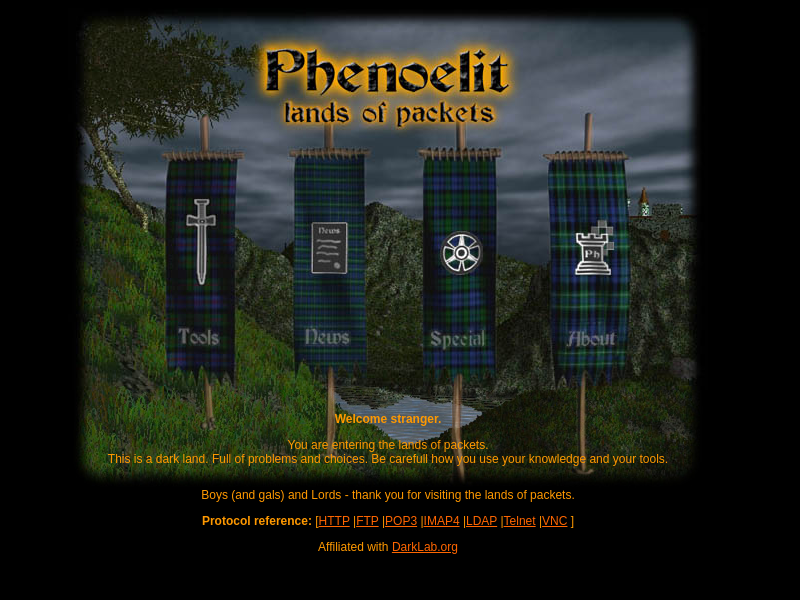 Phenoelit
lands of packets
News
Ph
Tools
News
Special
About
Welcome stranger.
You are entering the lands of packets.
This is a dark land. Full of problems and choices. Be carefull how you use your knowledge and your tools.
Boys (and gals) and Lords - thank you for visiting the lands of packets.
Protocol reference: [HTTP |FTP |POP3 |IMAP4 |LDAP |Telnet |VNC ]
Affiliated with DarkLab.org